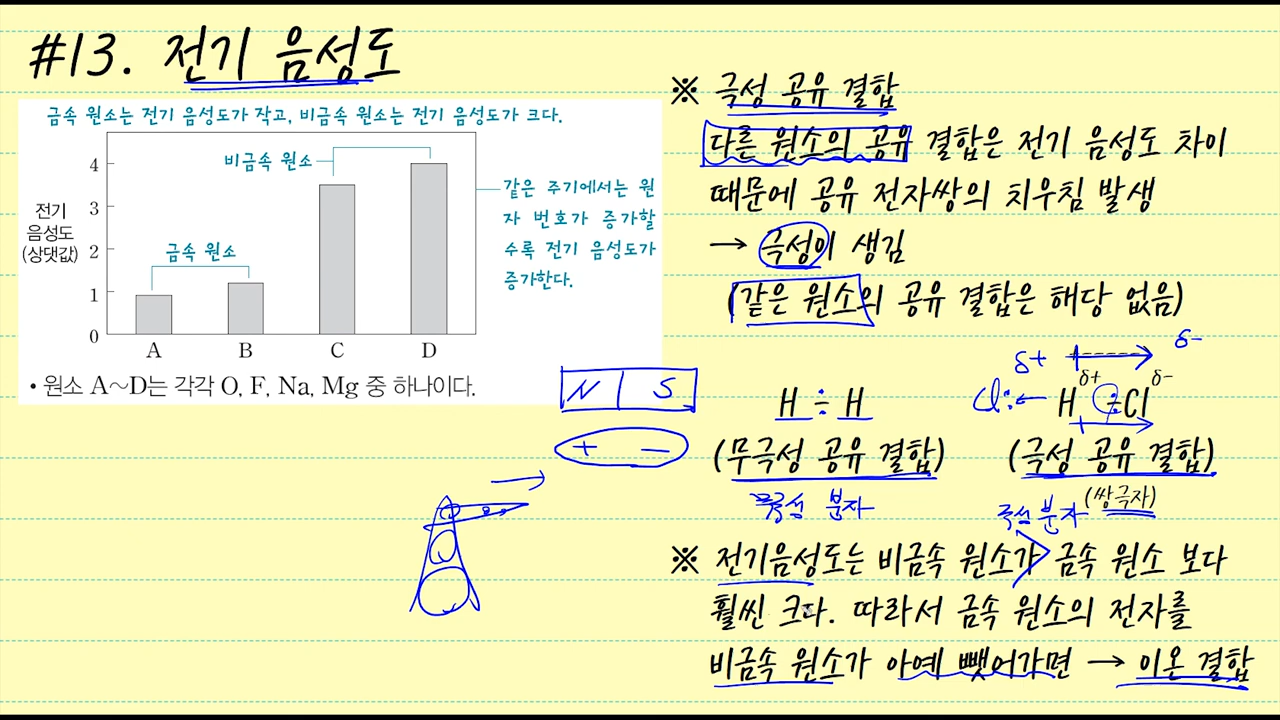 #13. 전기 음성도
금속 원소는 전기 음성도가 작고, 비금속 원소는 전기 음성도가 크다.
전기
음성도
(상댓값)
4
3
2
1
0
금속 원소
비금속 원소
같은 주기에서는 원
자 번호가 증가할
수록 전기 음성도가
증가한다.
A B C D
• 원소 A~D는 각각 O, F, Na, Mg 중 하나이다.
N S
+ −
※ 극성 공유 결합
다른 원소의 공유 결합은 전기 음성도 차이
때문에 공유 전자쌍의 치우침 발생
→ 극성이 생김
(같은 원소의 공유 결합은 해당 없음)
δ+ δ-
H : H
Cl: ← H δ+ : Cl δ-
(무극성 공유 결합) (극성 공유 결합)
무극성 분자
극성 분자 (쌍극자)
※ 전기음성도는 비금속 원소가 > 금속 원소 보다
훨씬 크다. 따라서 금속 원소의 전자를
비금속 원소가 아예 뺏어가면 → 이온 결합